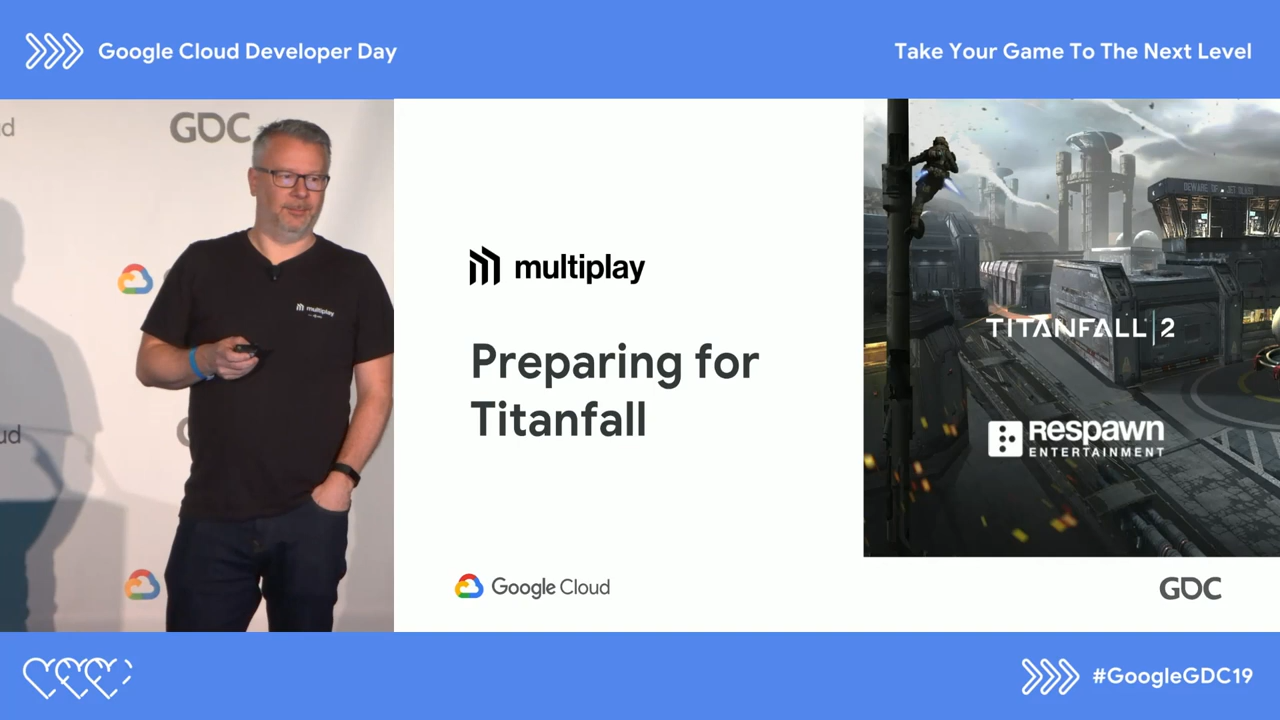 Google Cloud Developer Day
Take Your Game To The Next Level
GDC
multiplay
multiplay
Preparing for
Titanfall
TITANFALL 2
RESPAWN
ENTERTAINMENT
Google Cloud
GDC
#GoogleGDC19